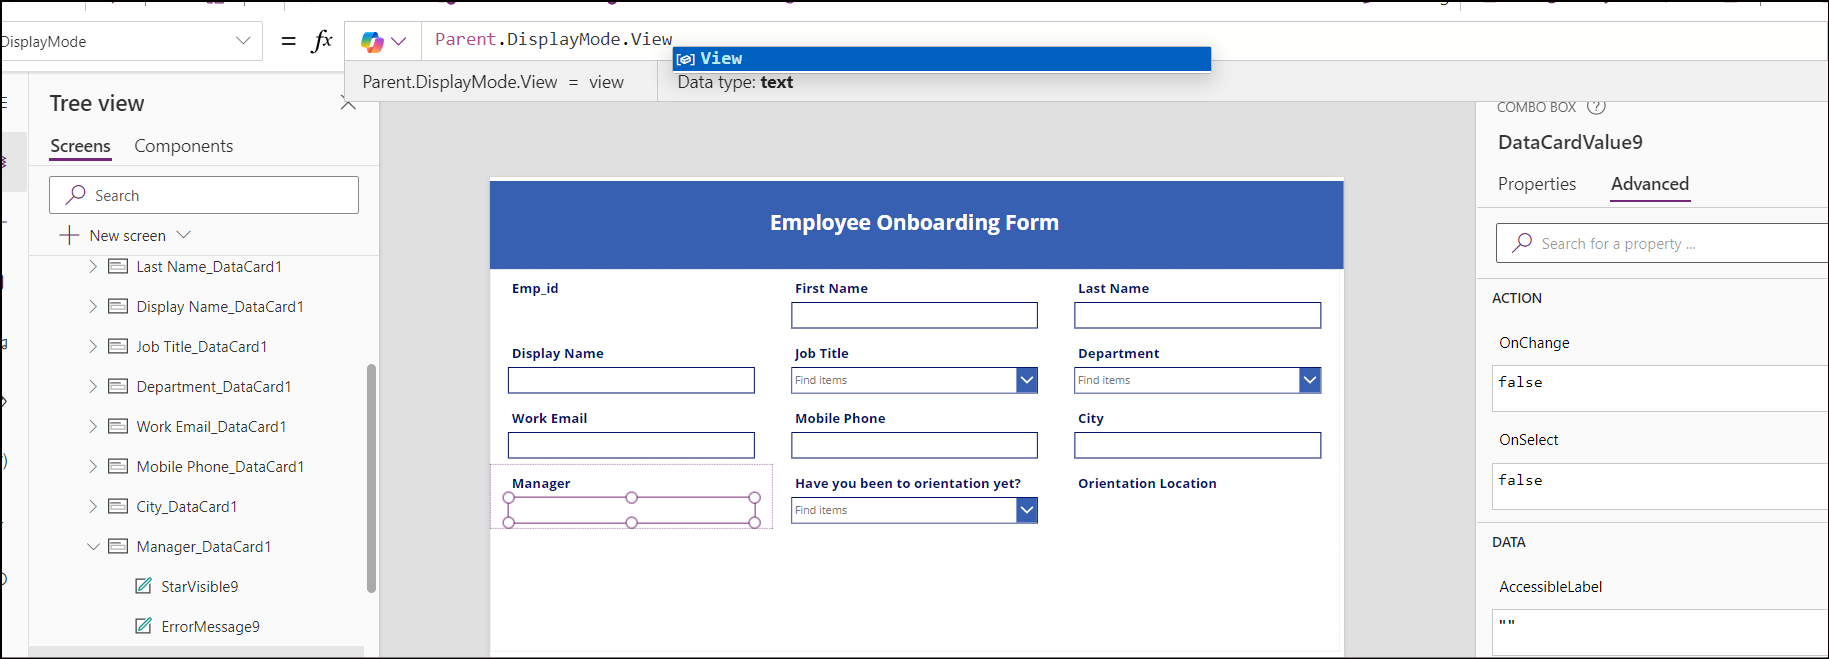 DisplayMode
= fx
Parent.DisplayMode.View
View
Parent.DisplayMode.View = view
Data type: text
Tree view
Screens Components
Search
New screen
Last Name_DataCard1
Display Name_DataCard1
Job Title_DataCard1
Department_DataCard1
Work Email_DataCard1
Mobile Phone_DataCard1
City_DataCard1
Manager_DataCard1
StarVisible9
ErrorMessage9
Employee Onboarding Form
Emp_id First Name Last Name
Display Name Job Title Department
Find items Find items
Work Email Mobile Phone City
Manager Have you been to orientation yet? Orientation Location
Find items
COMBO BOX ?
DataCardValue9
Properties Advanced
Search for a property ...
ACTION
OnChange
false
OnSelect
false
DATA
AccessibleLabel
""